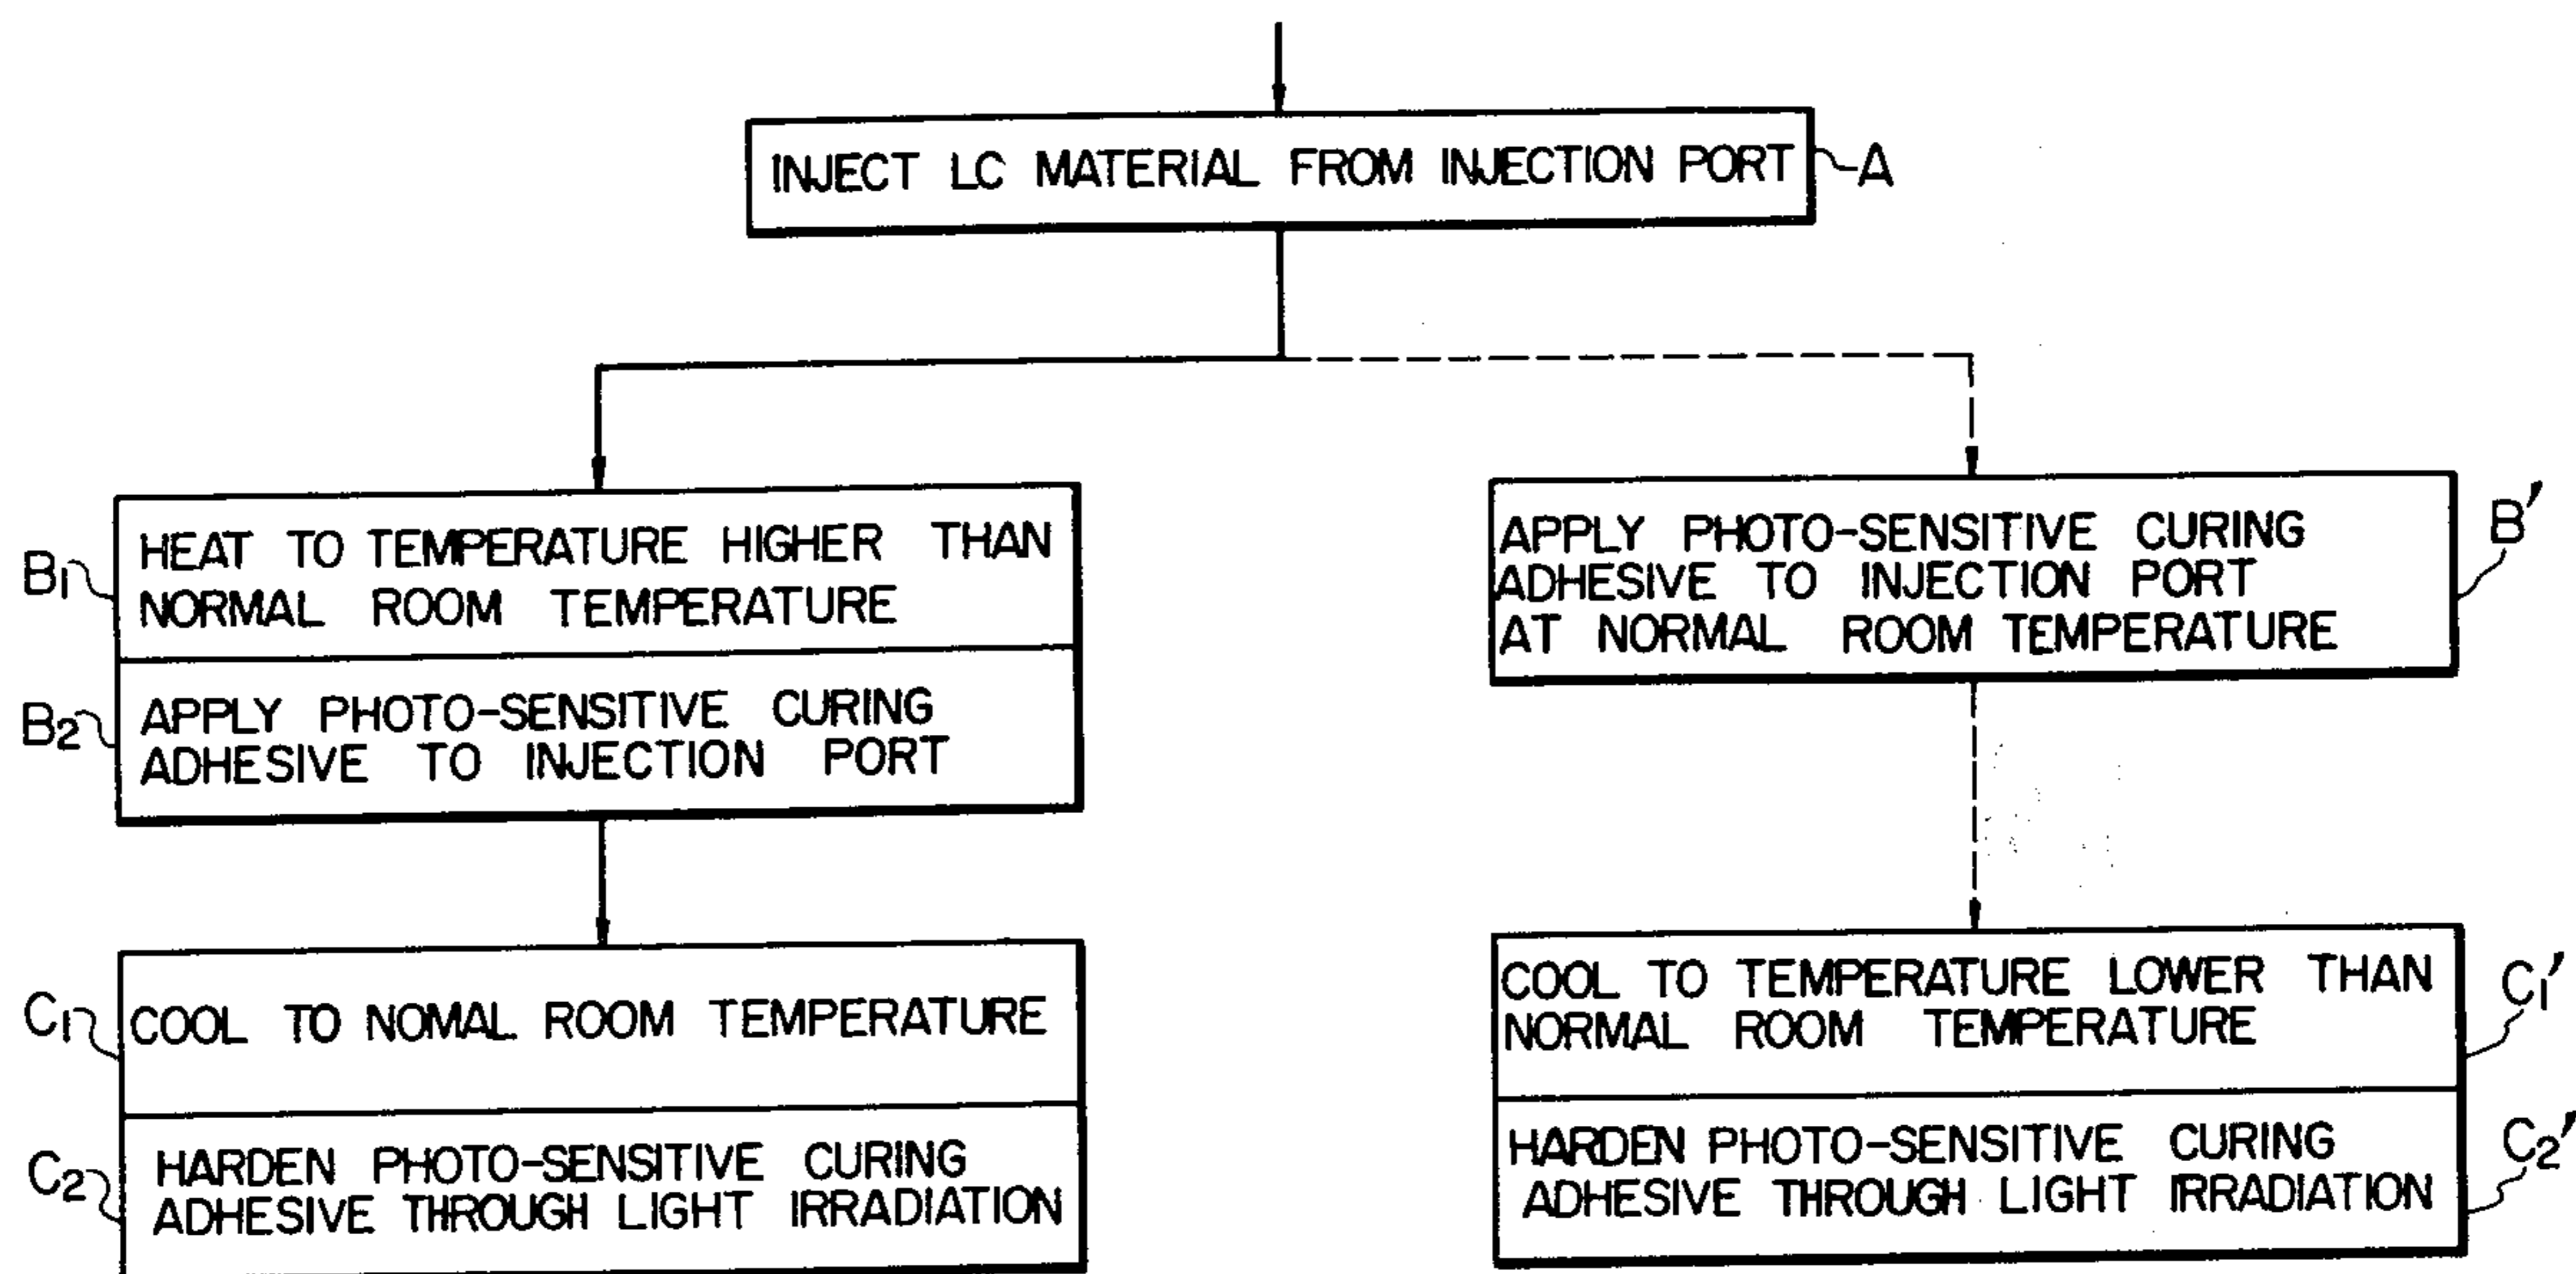 INJECT LC MATERIAL FROM INJECTION PORT
A
B1
HEAT TO TEMPERATURE HIGHER THAN
NORMAL ROOM TEMPERATURE
B2
APPLY PHOTO-SENSITIVE CURING
ADHESIVE TO INJECTION PORT
APPLY PHOTO-SENSITIVE CURING
ADHESIVE TO INJECTION PORT
AT NORMAL ROOM TEMPERATURE
B'
C1
COOL TO NOMAL ROOM TEMPERATURE
C2
HARDEN PHOTO-SENSITIVE CURING
ADHESIVE THROUGH LIGHT IRRADIATION
COOL TO TEMPERATURE LOWER THAN
NORMAL ROOM TEMPERATURE
C1'
HARDEN PHOTO-SENSITIVE CURING
ADHESIVE THROUGH LIGHT IRRADIATION
C2'